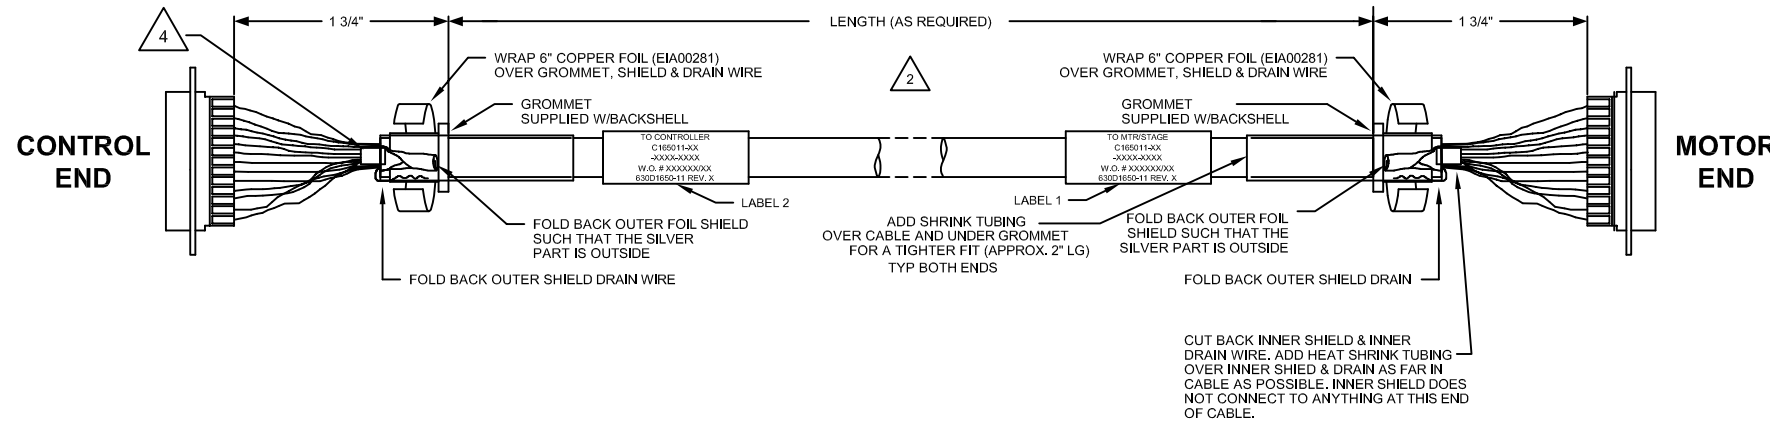 1 3/4"
LENGTH (AS REQUIRED)
1 3/4"
4
WRAP 6" COPPER FOIL (EIA00281)
OVER GROMMET, SHIELD & DRAIN WIRE
2
WRAP 6" COPPER FOIL (EIA00281)
OVER GROMMET, SHIELD & DRAIN WIRE
GROMMET
SUPPLIED W/BACKSHELL
GROMMET
SUPPLIED W/BACKSHELL
CONTROL
END
TO CONTROLLER
C165011-XX
-XXXX-XXXX
W.O. # XXXXXX/XX
630D1650-11 REV. X
TO MTR/STAGE
C165011-XX
-XXXX-XXXX
W.O. # XXXXXX/XX
630D1650-11 REV. X
MOTOR
END
LABEL 2
LABEL 1
FOLD BACK OUTER FOIL SHIELD
SUCH THAT THE SILVER
PART IS OUTSIDE
ADD SHRINK TUBING
OVER CABLE AND UNDER GROMMET
FOR A TIGHTER FIT (APPROX. 2" LG)
TYP BOTH ENDS
FOLD BACK OUTER FOIL
SHIELD SUCH THAT THE
SILVER PART IS OUTSIDE
FOLD BACK OUTER SHIELD DRAIN WIRE
FOLD BACK OUTER SHIELD DRAIN
CUT BACK INNER SHIELD & INNER
DRAIN WIRE. ADD HEAT SHRINK TUBING
OVER INNER SHIED & DRAIN AS FAR IN
CABLE AS POSSIBLE. INNER SHIELD DOES
NOT CONNECT TO ANYTHING AT THIS END
OF CABLE.